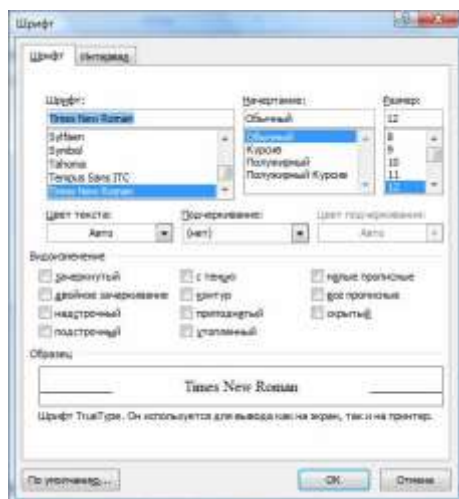 Шрифт
Шрифт Интервал
Шрифт: Начертание: Размер:
Times New Roman Обычный 12
Sylfaen Обычный 8
Symbol Курсив 9
Tahoma Полужирный 10
Tempus Sans ITC Полужирный Курсив 11
Times New Roman 12
Цвет текста: Подчеркивание: Цвет подчеркивания:
Авто (нет) Авто
Видоизменение
зачеркнутый с тенью малые прописные
двойное зачеркивание контур все прописные
надстрочный приподнятый скрытый
подстрочный утопленный
Образец
Times New Roman
Шрифт TrueType. Он используется для вывода как на экран, так и на принтер.
По умолчанию... ОК Отмена